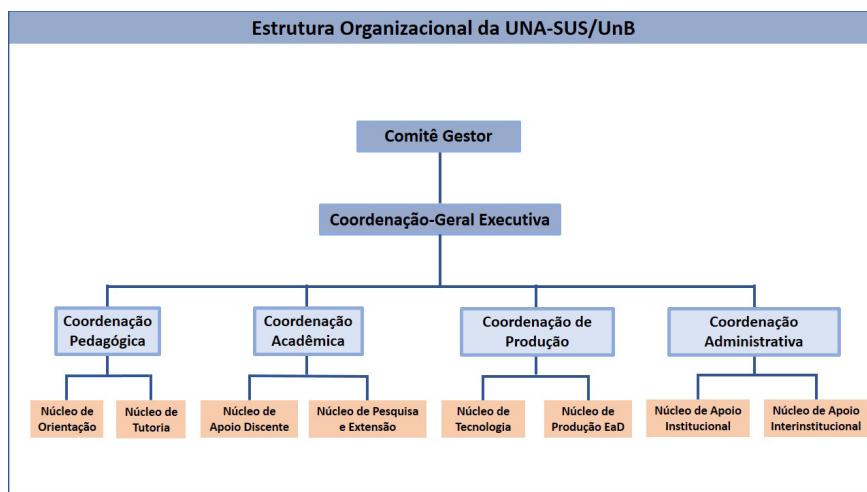 Estrutura Organizacional da UNA-SUS/UnB
Comitê Gestor
Coordenação-Geral Executiva
Coordenação
Pedagógica
Coordenação
Acadêmica
Coordenação de
Produção
Coordenação
Administrativa
Núcleo de
Orientação
Núcleo de
Tutoria
Núcleo de
Apoio Discente
Núcleo de Pesquisa
e Extensão
Núcleo de
Tecnologia
Núcleo de
Produção EaD
Núcleo de Apoio
Institucional
Núcleo de Apoio
Interinstitucional